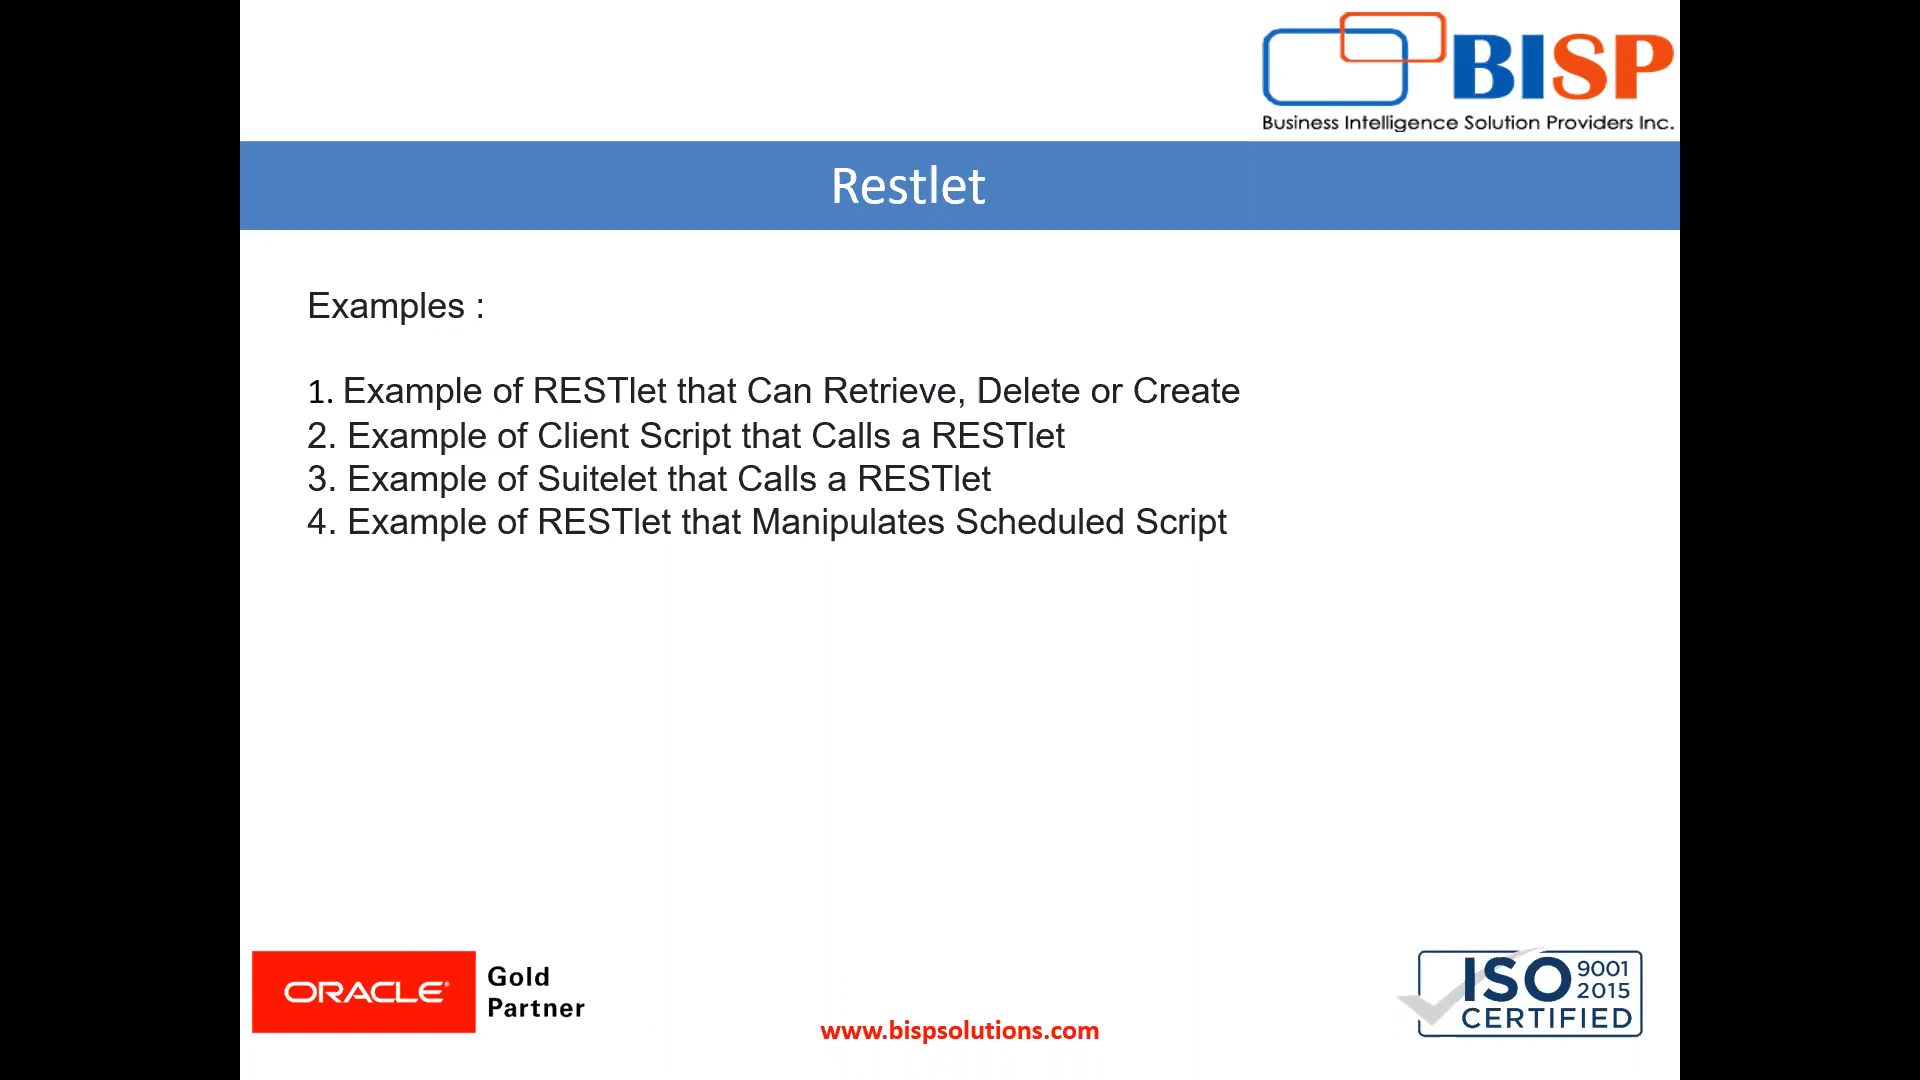 BISP
Business Intelligence Solution Providers Inc.
Restlet
Examples :
1. Example of RESTlet that Can Retrieve, Delete or Create
2. Example of Client Script that Calls a RESTlet
3. Example of Suitelet that Calls a RESTlet
4. Example of RESTlet that Manipulates Scheduled Script
ORACLE®
Gold
Partner
www.bispsolutions.com
ISO 9001
2015
CERTIFIED